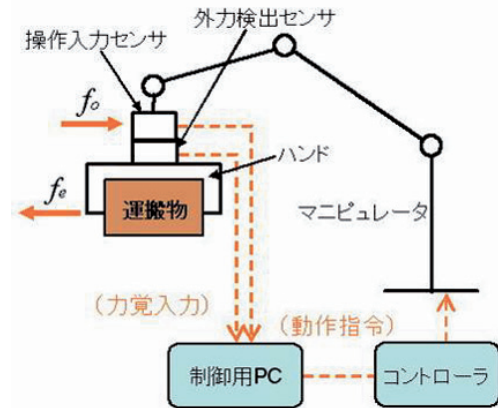 外力検出センサ
操作入力センサ
fo
ハンド
fe
運搬物
マニピュレータ
（力覚入力）
（動作指令）
制御用PC
コントローラ